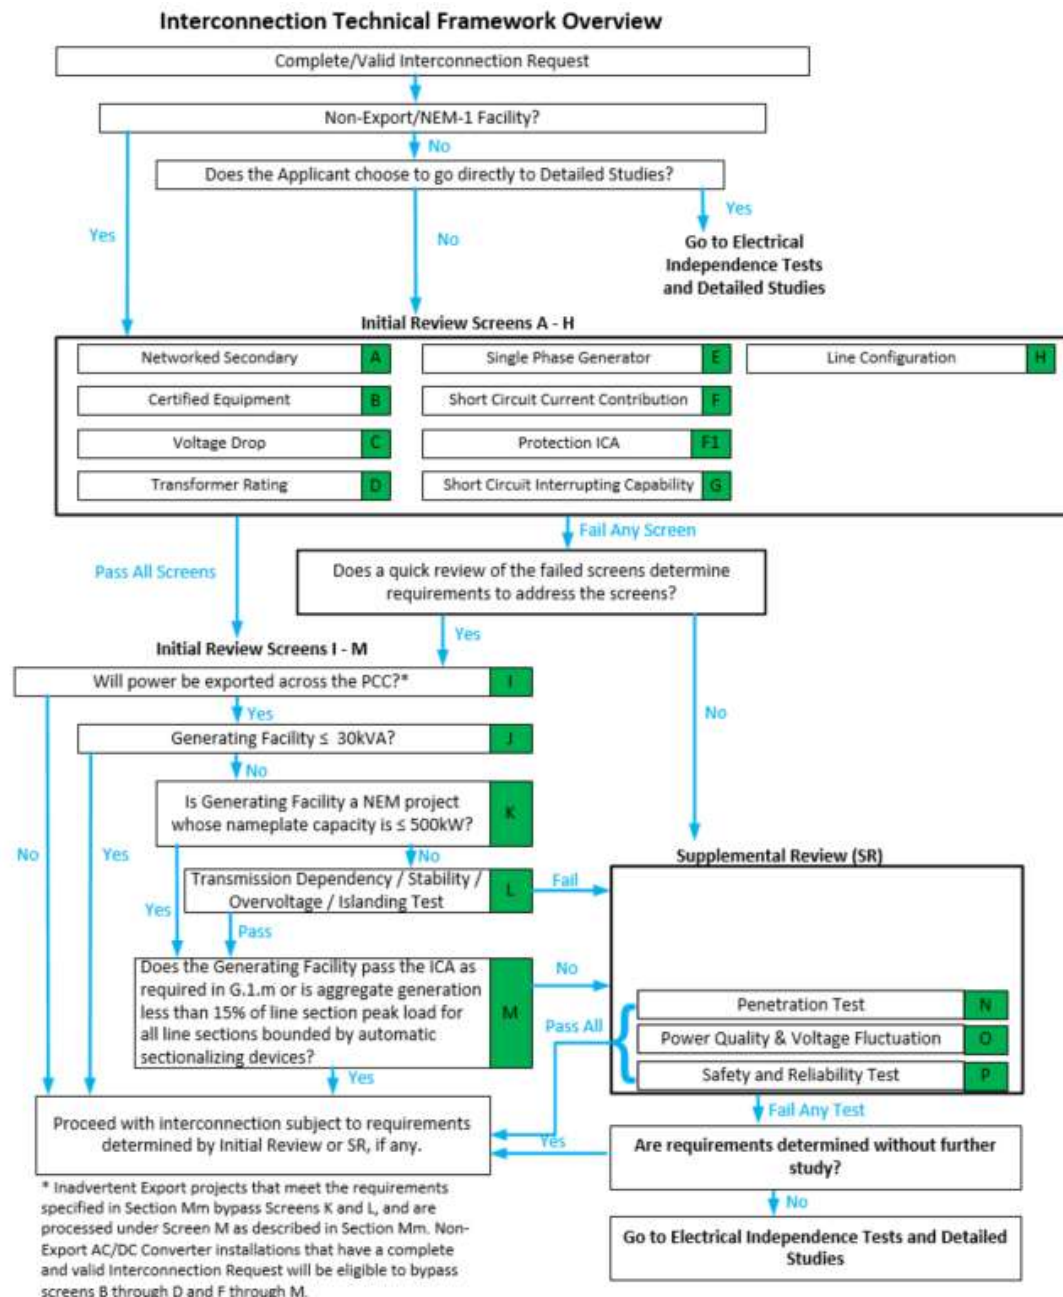 Interconnection Technical Framework Overview
Complete/Valid Interconnection Request
Non-Export/NEM-1 Facility?
No
Does the Applicant choose to go directly to Detailed Studies?
Yes
Yes
No
Go to Electrical
Independence Tests
and Detailed Studies
Initial Review Screens A - H
Networked Secondary A
Single Phase Generator E
Line Configuration H
Certified Equipment B
Short Circuit Current Contribution F
Voltage Drop C
Protection ICA F1
Transformer Rating D
Short Circuit Interrupting Capability G
Fail Any Screen
Pass All Screens
Does a quick review of the failed screens determine
requirements to address the screens?
Yes
Initial Review Screens I - M
Will power be exported across the PCC?* I
Yes
No
Generating Facility ≤ 30kVA? J
No
Is Generating Facility a NEM project
whose nameplate capacity is ≤ 500kW?
K
No
Yes
No
Supplemental Review (SR)
Transmission Dependency / Stability /
Overvoltage / Islanding Test
L
Fail
Yes
Pass
Does the Generating Facility pass the ICA as
required in G.1.m or is aggregate generation
less than 15% of line section peak load for
all line sections bounded by automatic
sectionalizing devices?
M
No
Pass All
Penetration Test N
Power Quality & Voltage Fluctuation O
Safety and Reliability Test P
Yes
Fail Any Test
Proceed with interconnection subject to requirements
determined by Initial Review or SR, if any.
Yes
Are requirements determined without further
study?
No
Go to Electrical Independence Tests and Detailed
Studies
* Inadvertent Export projects that meet the requirements
specified in Section Mm bypass Screens K and L, and are
processed under Screen M as described in Section Mm. Non-
Export AC/DC Converter installations that have a complete
and valid Interconnection Request will be eligible to bypass
screens B through D and F through M.